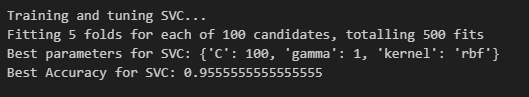 Training and tuning SVC...
Fitting 5 folds for each of 100 candidates, totalling 500 fits
Best parameters for SVC: {'C': 100, 'gamma': 1, 'kernel': 'rbf'}
Best Accuracy for SVC: 0.9555555555555555